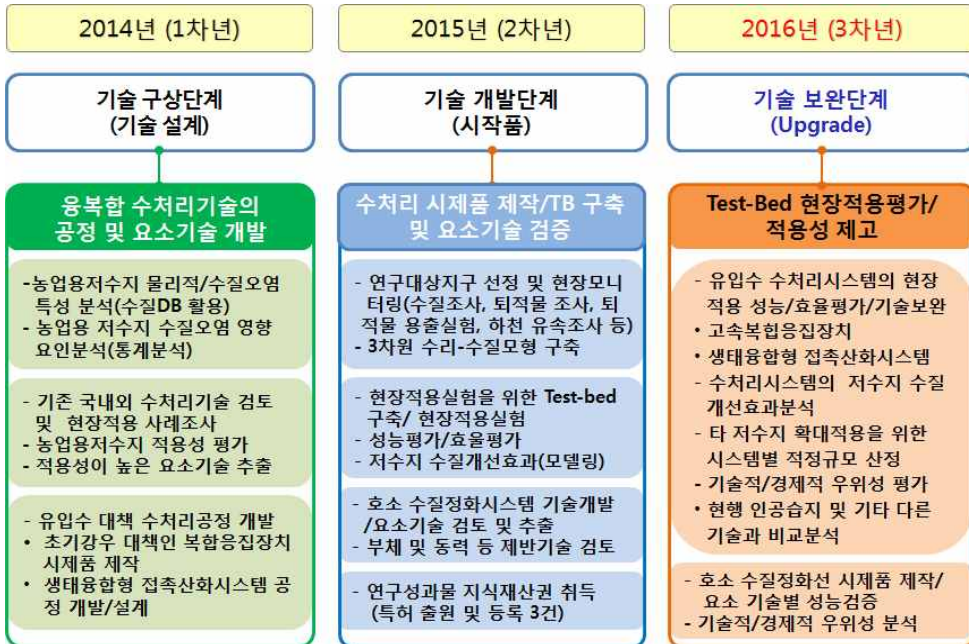 2014년 (1차년)
기술 구상단계
(기술 설계)
융복합 수처리기술의
공정 및 요소기술 개발
-농업용저수지 물리적/수질오염
특성 분석(수질DB 활용)
- 농업용 저수지 수질오염 영향
요인분석(통계분석)
- 기존 국내외 수처리기술 검토
및 현장적용 사례조사
- 농업용저수지 적용성 평가
- 적용성이 높은 요소기술 추출
- 유입수 대책 수처리공정 개발
• 초기강우 대책인 복합응집장치
시제품 제작
• 생태융합형 접촉산화시스템 공
정 개발/설계
2015년 (2차년)
기술 개발단계
(시작품)
수처리 시제품 제작/TB 구축
및 요소기술 검증
- 연구대상지구 선정 및 현장모니
터링(수질조사, 퇴적물 조사, 퇴
적물 용출실험, 하천 유속조사 등)
- 3차원 수리-수질모형 구축
- 현장적용실험을 위한 Test-bed
구축/ 현장적용실험
- 성능평가/효율평가
- 저수지 수질개선효과(모델링)
- 호소 수질정화시스템 기술개발
/요소기술 검토 및 추출
- 부체 및 동력 등 제반기술 검토
- 연구성과물 지식재산권 취득
(특허 출원 및 등록 3건)
2016년 (3차년)
기술 보완단계
(Upgrade)
Test-Bed 현장적용평가/
적용성 제고
- 유입수 수처리시스템의 현장
적용 성능/효율평가/기술보완
• 고속복합응집장치
• 생태융합형 접촉산화시스템
- 수처리시스템의 저수지 수질
개선효과분석
- 타 저수지 확대적용을 위한
시스템별 적정규모 산정
- 기술적/경제적 우위성 평가
• 현행 인공습지 및 기타 다른
기술과 비교분석
- 호소 수질정화선 시제품 제작/
요소 기술별 성능검증
- 기술적/경제적 우위성 분석